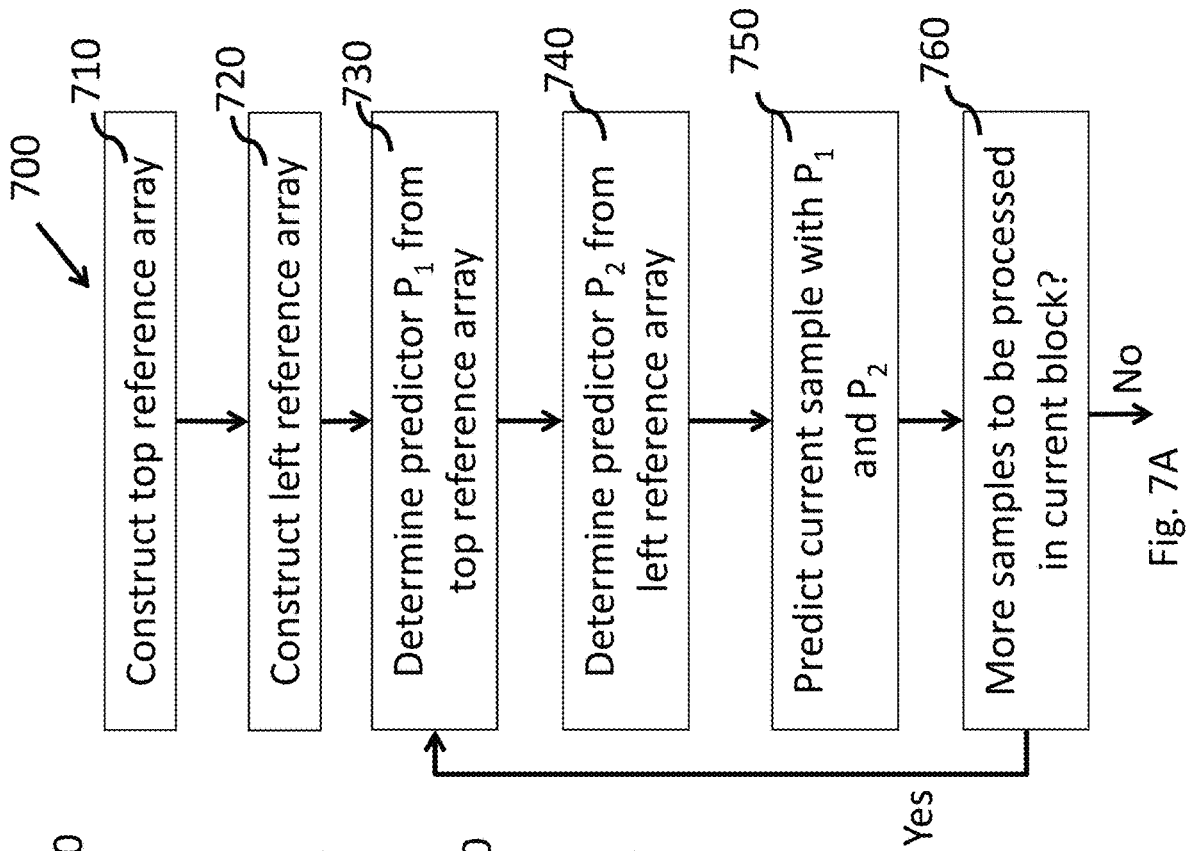 700
710
Construct top reference array
720
Construct left reference array
730
Determine predictor P₁ from
top reference array
740
Determine predictor P₂ from
left reference array
750
Predict current sample with P₁
and P₂
760
More samples to be processed
in current block?
Yes
No
Fig. 7A